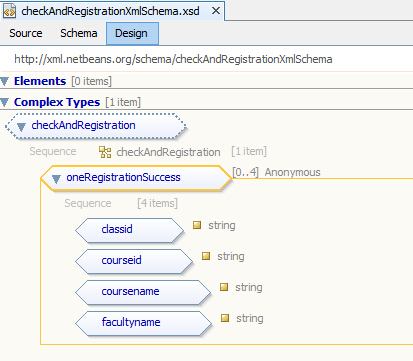 checkAndRegistrationXmlSchema.xsd
Source Schema Design
http://xml.netbeans.org/schema/checkAndRegistrationXmlSchema
Elements [0 items]
Complex Types [1 item]
checkAndRegistration
Sequence checkAndRegistration [1 item]
oneRegistrationSuccess [0..4] Anonymous
Sequence [4 items]
classid string
courseid string
coursename string
facultyname string